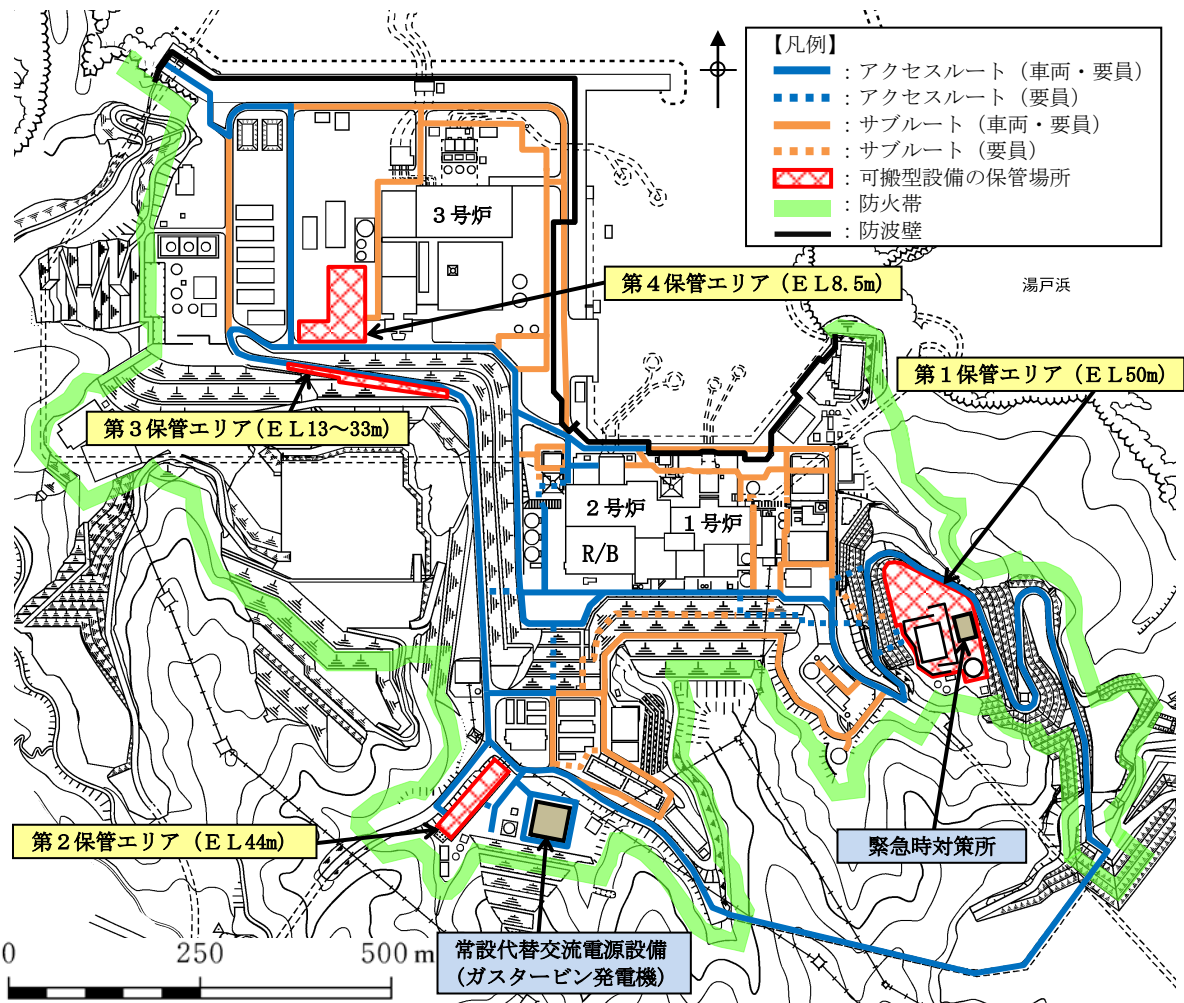 【凡例】
：アクセスルート（車両・要員）
：アクセスルート（要員）
：サブルート（車両・要員）
：サブルート（要員）
：可搬型設備の保管場所
：防火帯
：防波壁
3号炉
第４保管エリア（ＥＬ8.5m）
湯戸浜
第１保管エリア（ＥＬ50m）
第３保管エリア（ＥＬ13～33m）
2号炉
1号炉
R/B
第２保管エリア（ＥＬ44m）
緊急時対策所
常設代替交流電源設備
（ガスタービン発電機）
0 250 500 m